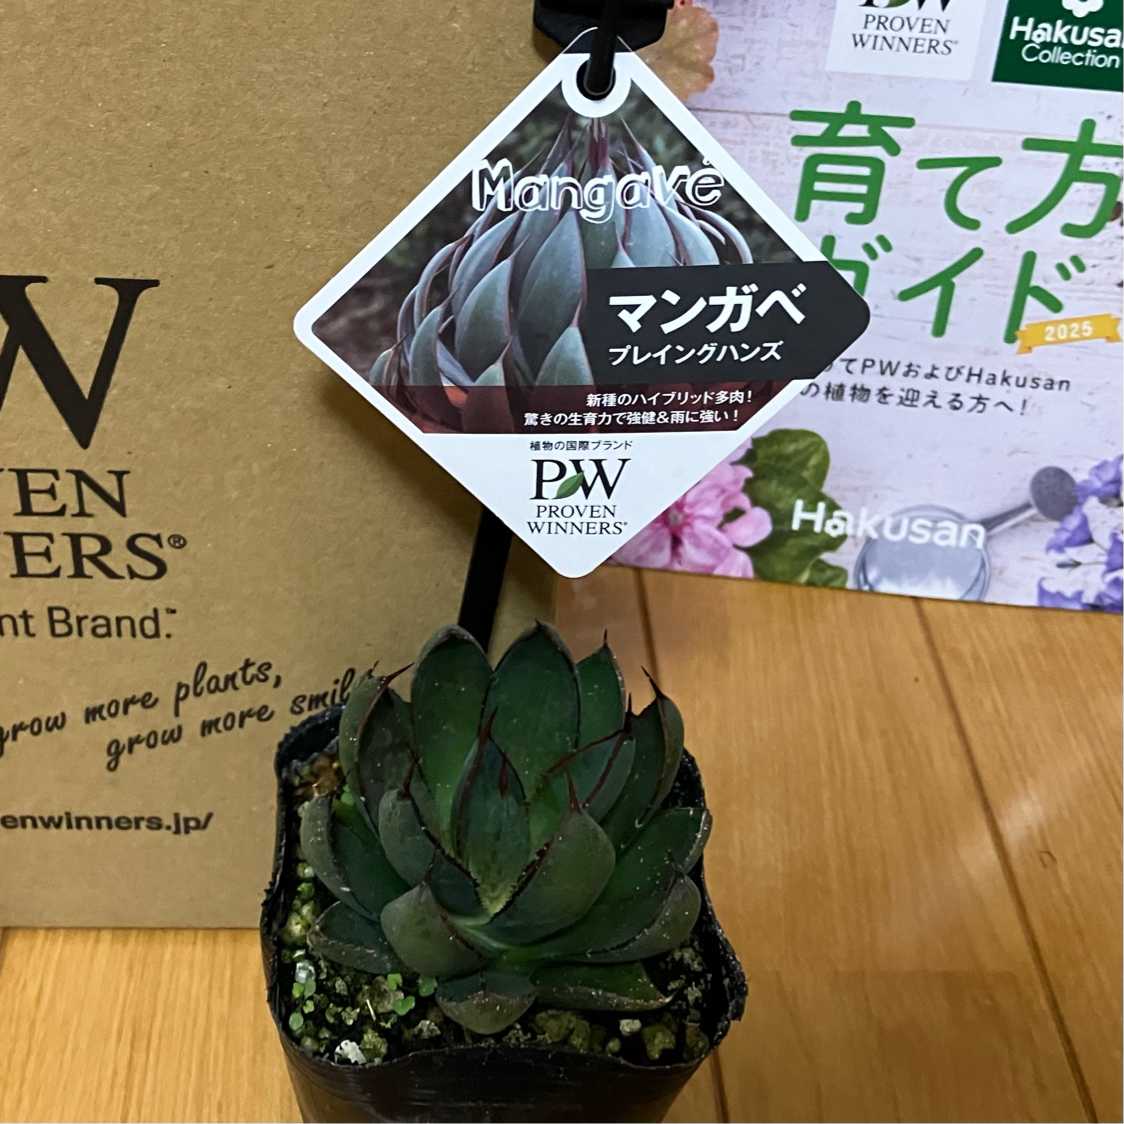 W
VEN
ERS®
nt Brand.™
grow more plants,
grow more smil
enwinners.jp/
Mangavé
マンガベ
プレイングハンズ
新種のハイブリッド多肉！
驚きの生育力で強健&雨に強い！
植物の国際ブランド
PW
PROVEN
WINNERS®
PW
PROVEN
WINNERS®
Hakusa
Collection
育て方
ガイド
2025
ってPWおよびHakusan
の植物を迎える方へ！
Hakusan